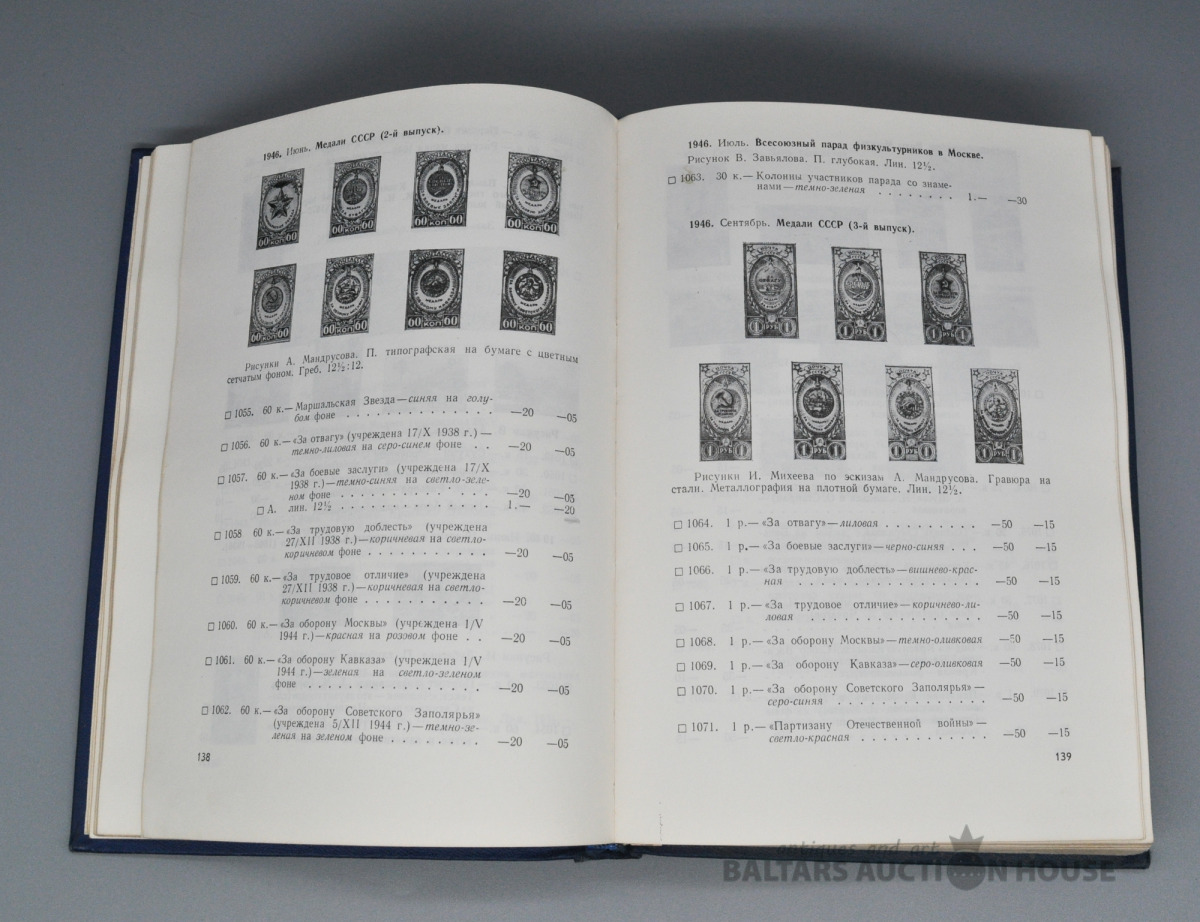 1946. Июнь. Медали СССР (2-й выпуск).
Рисунки А. Мандрусова. П. типографская на бумаге с цветным
сетчатым фоном. Греб. 12½:12.
□ 1055. 60 к.—Маршальская Звезда—синяя на голу-
бом фоне . . . . . . . . . . . . . . —20 —05
□ 1056. 60 к.—«За отвагу» (учреждена 17/X 1938 г.)—
темно-лиловая на серо-синем фоне . . —20 —05
□ 1057. 60 к.—«За боевые заслуги» (учреждена 17/X
1938 г.)—темно-синяя на светло-зеле-
ном фоне . . . . . . . . . . . . . . —20 —05
□ А. лин. 12½ . . . . . . . . . . . . . . 1.— —20
□ 1058 60 к.—«За трудовую доблесть» (учреждена
27/XII 1938 г.)—коричневая на светло-
коричневом фоне . . . . . . . . . . . —20 —05
□ 1059. 60 к.—«За трудовое отличие» (учреждена
27/XII 1938 г.)—коричневая на светло-
коричневом фоне . . . . . . . . . . . —20 —05
□ 1060. 60 к.—«За оборону Москвы» (учреждена 1/V
1944 г.)—красная на розовом фоне . . —20 —05
□ 1061. 60 к.—«За оборону Кавказа» (учреждена 1/V
1944 г.)—зеленая на светло-зеленом
фоне . . . . . . . . . . . . . . . . —20 —05
□ 1062. 60 к.—«За оборону Советского Заполярья»
(учреждена 5/XII 1944 г.)—темно-зе-
леная на зеленом фоне . . . . . . . . —20 —05
138
1946. Июль. Всесоюзный парад физкультурников в Москве.
Рисунок В. Завьялова. П. глубокая. Лин. 12½.
□ 1063. 30 к.—Колонны участников парада со знаме-
нами—темно-зеленая . . . . . . . . 1.— —30
1946. Сентябрь. Медали СССР (3-й выпуск).
Рисунки И. Михеева по эскизам А. Мандрусова. Гравюра на
стали. Металлография на плотной бумаге. Лин. 12½.
□ 1064. 1 р.—«За отвагу»—лиловая . . . . . . . . . —50 —15
□ 1065. 1 р.—«За боевые заслуги»—черно-синяя . . . —50 —15
□ 1066. 1 р.—«За трудовую доблесть»—вишнево-крас-
ная . . . . . . . . . . . . . . . . —50 —15
□ 1067. 1 р.—«За трудовое отличие»—коричнево-ли-
ловая . . . . . . . . . . . . . . . —50 —15
□ 1068. 1 р.—«За оборону Москвы»—темно-оливковая —50 —15
□ 1069. 1 р.—«За оборону Кавказа»—серо-оливковая —50 —15
□ 1070. 1 р.—«За оборону Советского Заполярья»—
серо-синяя . . . . . . . . . . . . . —50 —15
□ 1071. 1 р.—«Партизану Отечественной войны»—
светло-красная . . . . . . . . . . . —50 —15
139
antiques and art
BALTARS AUCTION HOUSE